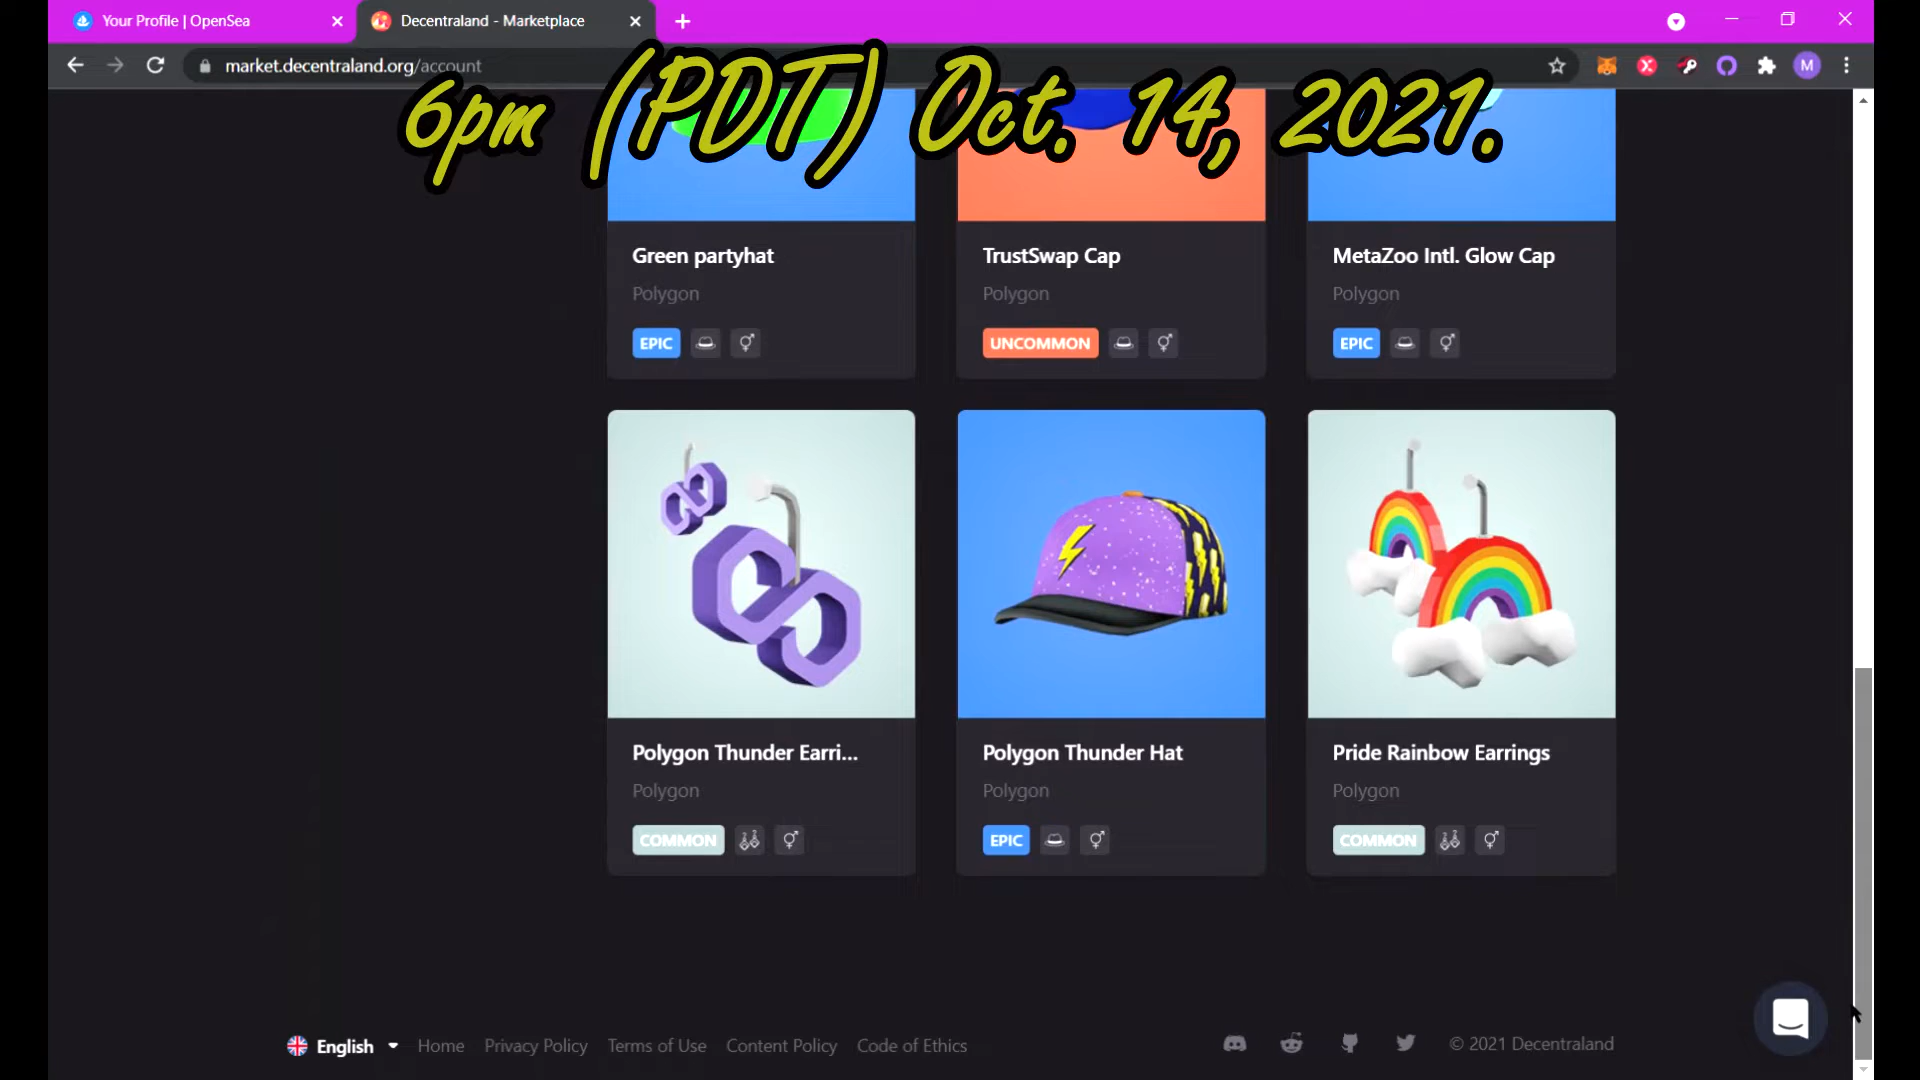 Your Profile | OpenSea
Decentraland - Marketplace
market.decentraland.org/account
M
6pm (PDT) Oct. 14, 2021.
Green partyhat
TrustSwap Cap
MetaZoo Intl. Glow Cap
Polygon
Polygon
Polygon
EPIC
UNCOMMON
EPIC
Polygon Thunder Earri...
Polygon Thunder Hat
Pride Rainbow Earrings
Polygon
Polygon
Polygon
COMMON
EPIC
COMMON
English Home Privacy Policy Terms of Use Content Policy Code of Ethics
© 2021 Decentraland